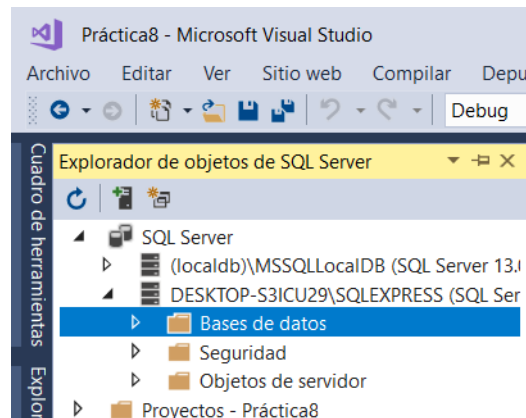 Práctica8 - Microsoft Visual Studio
Archivo Editar Ver Sitio web Compilar Depu
Debug
Cuadro de herramientas
Explorador de objetos de SQL Server
SQL Server
(localdb)\MSSQLLocalDB (SQL Server 13.
DESKTOP-S3ICU29\SQLEXPRESS (SQL Ser
Bases de datos
Seguridad
Objetos de servidor
Explor
Proyectos - Práctica8